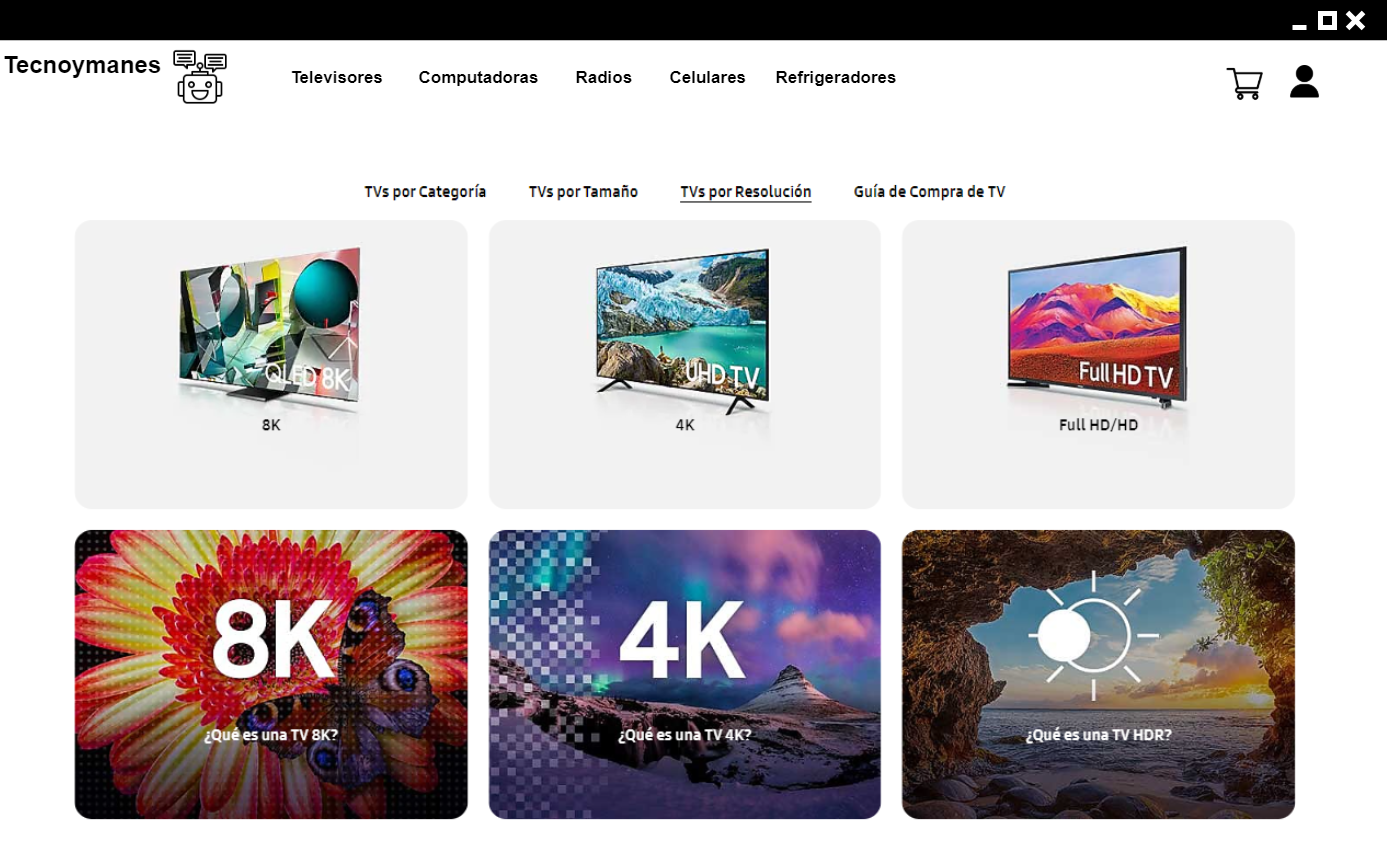 Tecnoymanes
Televisores Computadoras Radios Celulares Refrigeradores
TVs por Categoría TVs por Tamaño TVs por Resolución Guía de Compra de TV
QLED 8K UHD TV Full HD TV
8K 4K Full HD/HD
8K 4K
¿Qué es una TV 8K? ¿Qué es una TV 4K? ¿Qué es una TV HDR?